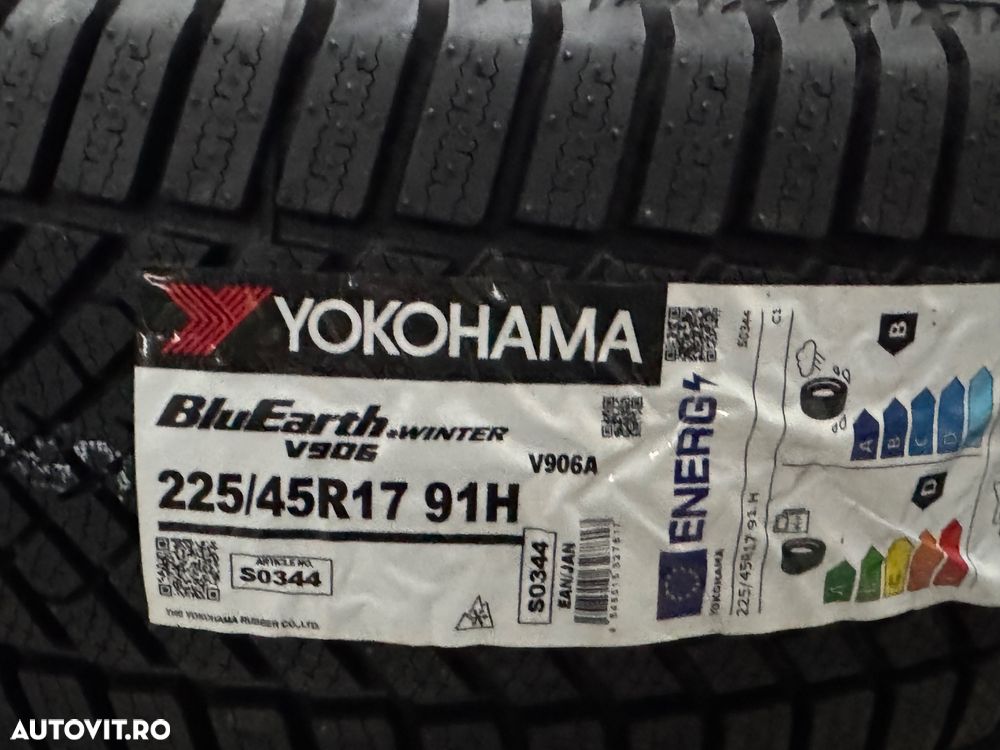 YOKOHAMA
BluEarth*WINTER
V906
V906A
225/45R17 91H
ARTICLE NO.
S0344
THE YOKOHAMA RUBBER CO.,LTD.
S0344
EAN/JAN
ENERG
YOKOHAMA
225/45R17 91 H
S0344
C1
B
A
B
C
D
D
A
AUTOVIT.RO